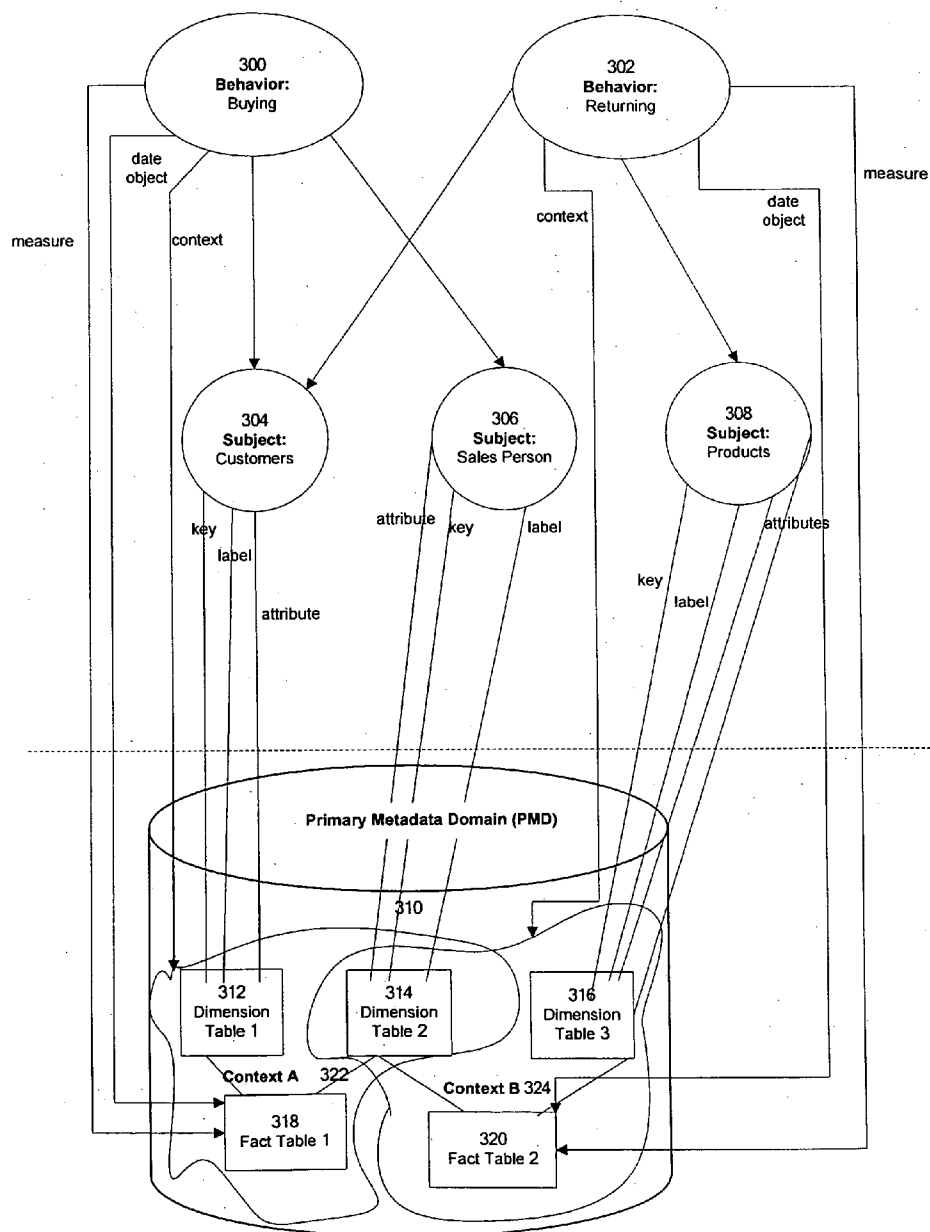 300
Behavior:
Buying
302
Behavior:
Returning
date
object
measure
context
context
date
object
measure
304
Subject:
Customers
306
Subject:
Sales Person
308
Subject:
Products
key
label
attribute
attribute
key
label
key
label
attributes
Primary Metadata Domain (PMD)
310
312
Dimension
Table 1
314
Dimension
Table 2
316
Dimension
Table 3
Context A 322
Context B 324
318
Fact Table 1
320
Fact Table 2